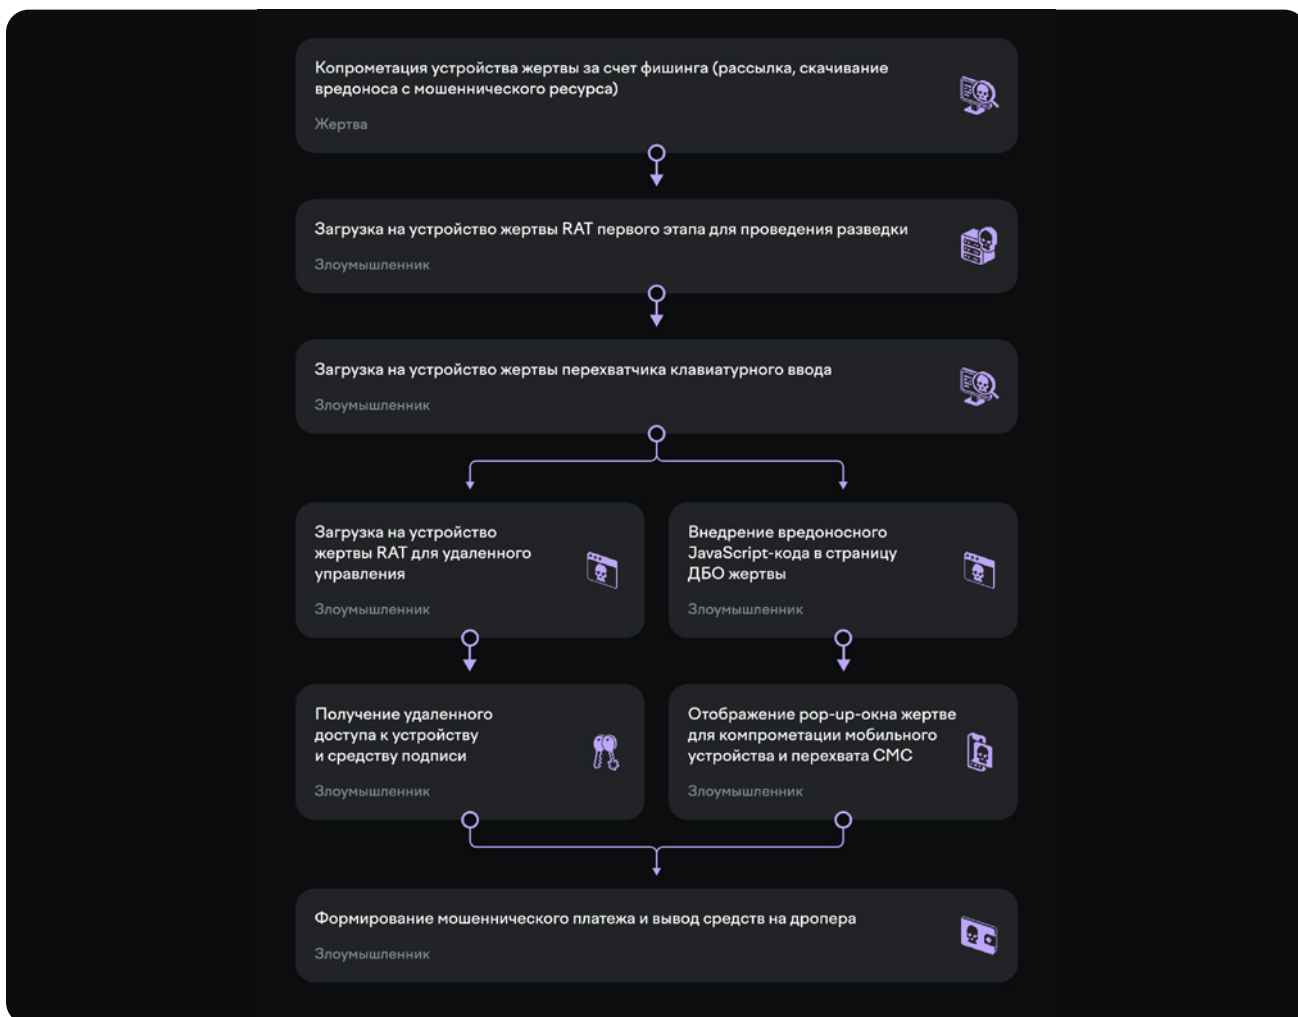 Копрометация устройства жертвы за счет фишинга (рассылка, скачивание
вредоноса с мошеннического ресурса)
Жертва
Загрузка на устройство жертвы RAT первого этапа для проведения разведки
Злоумышленник
Загрузка на устройство жертвы перехватчика клавиатурного ввода
Злоумышленник
Загрузка на устройство
жертвы RAT для удаленного
управления
Злоумышленник
Внедрение вредоносного
JavaScript-кода в страницу
ДБО жертвы
Злоумышленник
Получение удаленного
доступа к устройству
и средству подписи
Злоумышленник
Отображение pop-up-окна жертве
для компрометации мобильного
устройства и перехвата СМС
Злоумышленник
Формирование мошеннического платежа и вывод средств на дропера
Злоумышленник